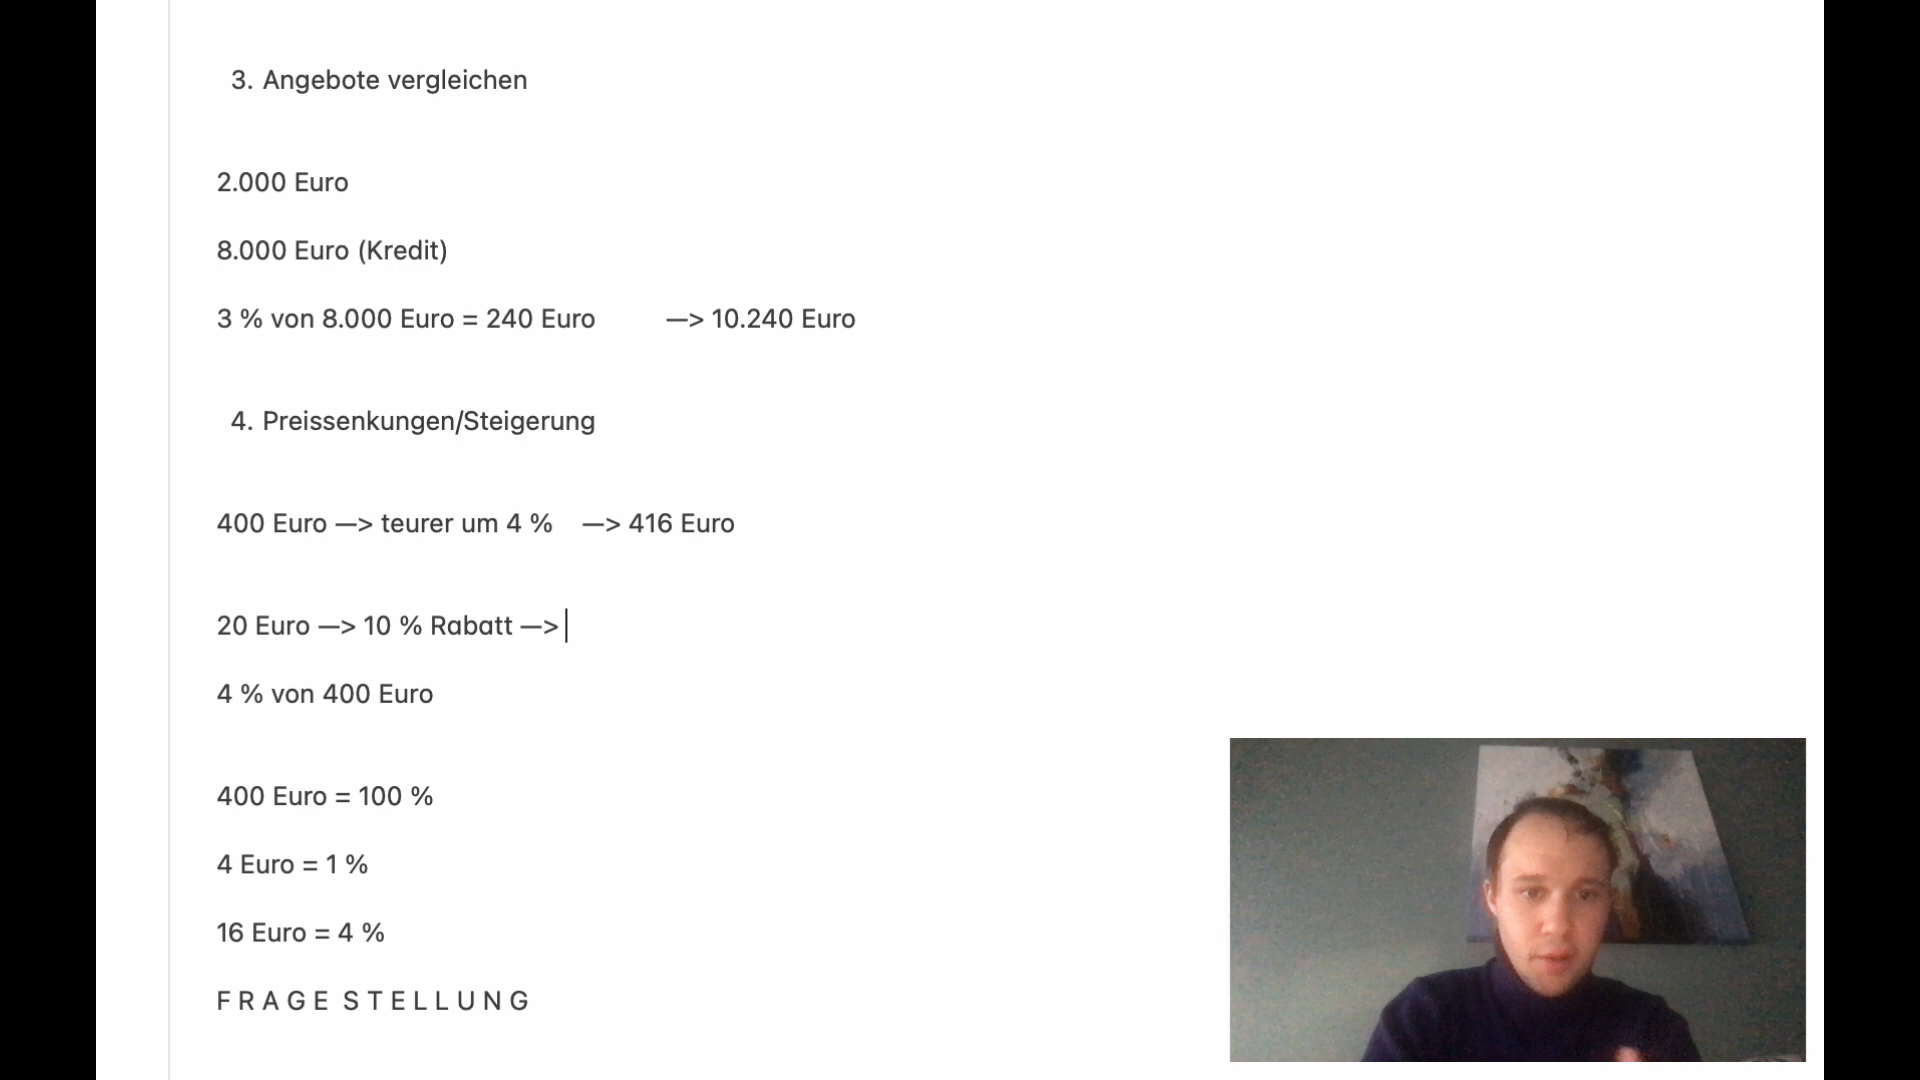 3. Angebote vergleichen
2.000 Euro
8.000 Euro (Kredit)
3 % von 8.000 Euro = 240 Euro —> 10.240 Euro
4. Preissenkungen/Steigerung
400 Euro —> teurer um 4 % —> 416 Euro
20 Euro —> 10 % Rabatt —>
4 % von 400 Euro
400 Euro = 100 %
4 Euro = 1 %
16 Euro = 4 %
F R A G E S T E L L U N G